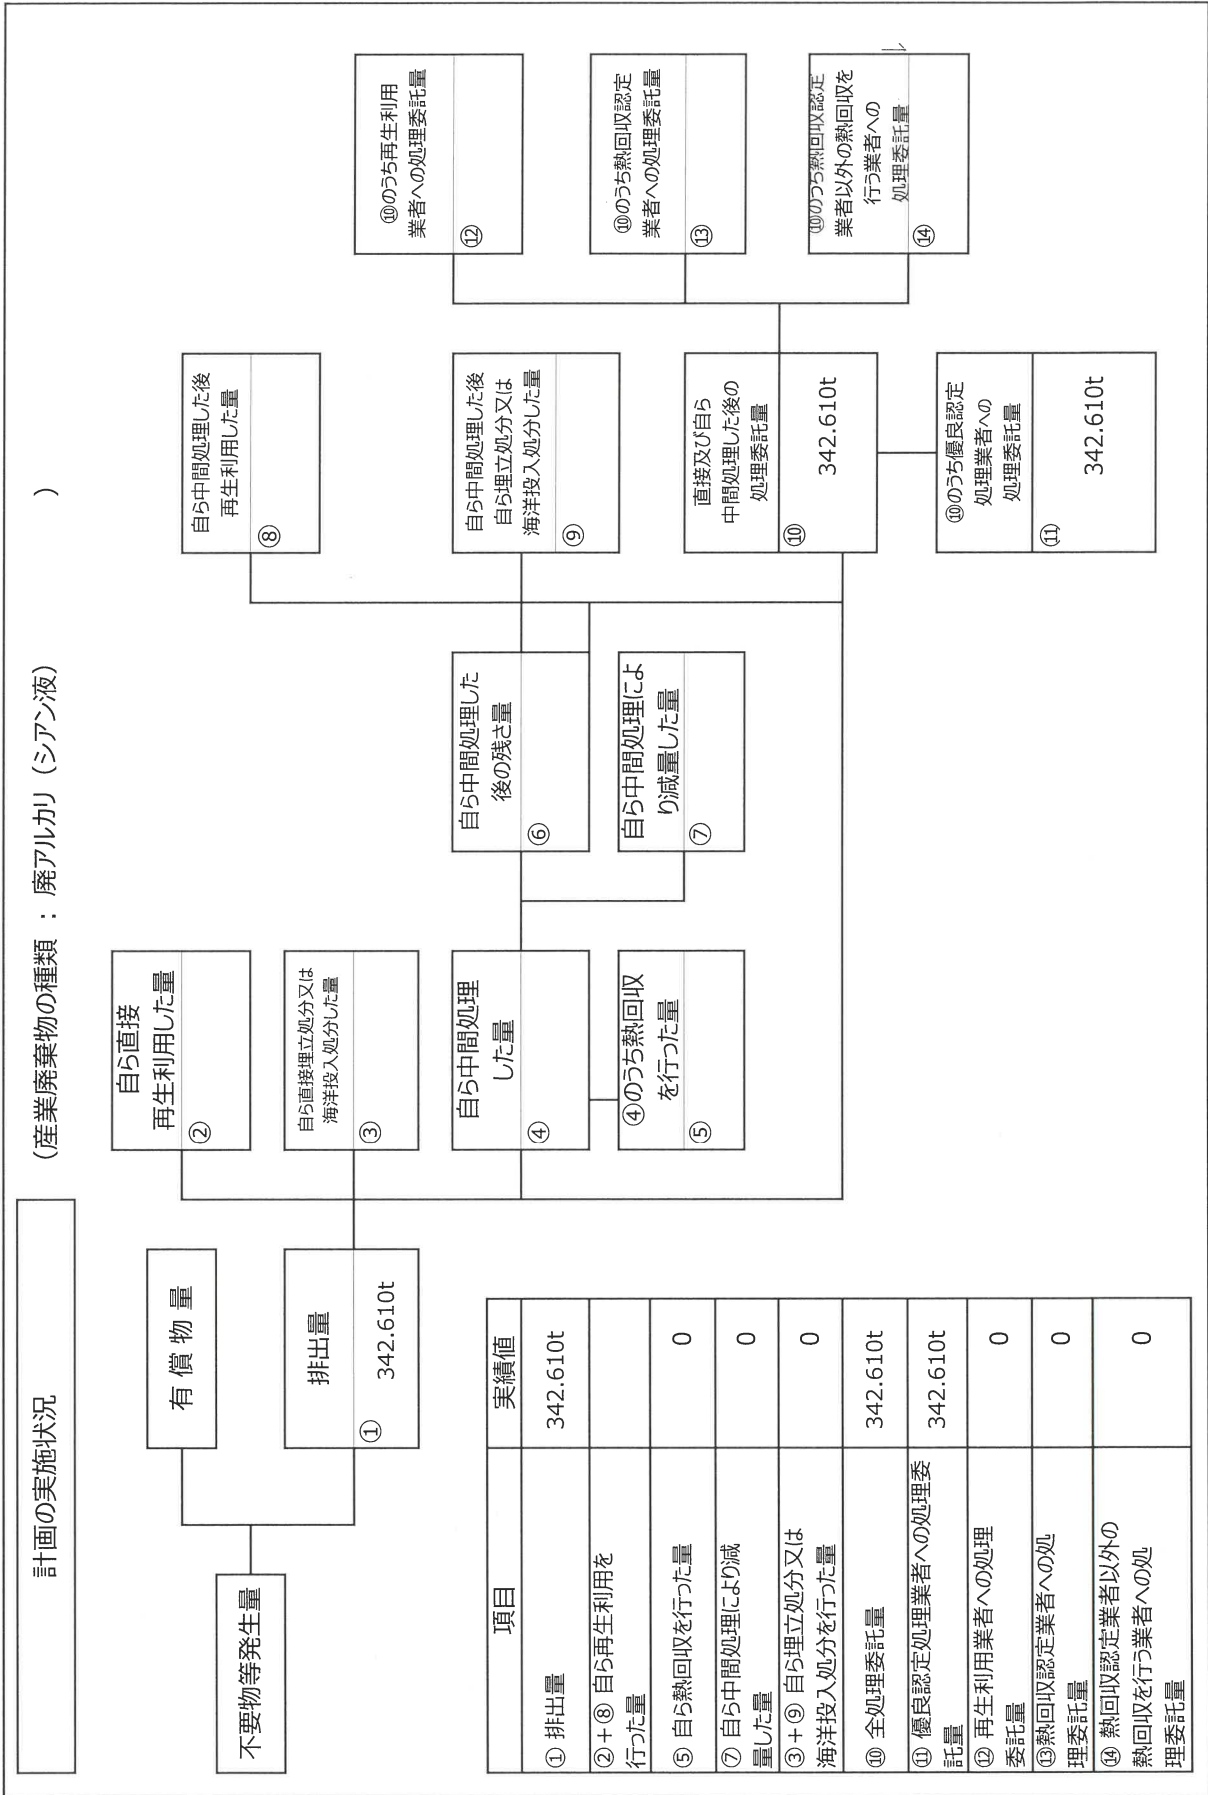 計画の実施状況
(産業廃棄物の種類 : 廃アルカリ (シアン液) )
不要物等発生量
有 償 物 量
排出量
①
342.610t
自ら直接
再生利用した量
②
自ら直接埋立処分又は
海洋投入処分した量
③
自ら中間処理
した量
④
④のうち熱回収
を行った量
⑤
自ら中間処理した
後の残さ量
⑥
自ら中間処理によ
り減量した量
⑦
自ら中間処理した後
再生利用した量
⑧
自ら中間処理した後
自ら埋立処分又は
海洋投入処分した量
⑨
直接及び自ら
中間処理した後の
処理委託量
⑩
342.610t
⑩のうち優良認定
処理業者への
処理委託量
⑪
342.610t
⑩のうち再生利用
業者への処理委託量
⑫
⑩のうち熱回収認定
業者への処理委託量
⑬
⑩のうち熱回収認定
業者以外の熱回収を
行う業者への
処理委託量
⑭
項目 実績値
① 排出量 342.610t
②+⑧ 自ら再生利用を
行った量
⑤ 自ら熱回収を行った量 0
⑦ 自ら中間処理により減
量した量 0
③+⑨ 自ら埋立処分又は
海洋投入処分を行った量 0
⑩ 全処理委託量 342.610t
⑪ 優良認定処理業者への処理委
託量 342.610t
⑫ 再生利用業者への処理
委託量 0
⑬熱回収認定業者への処
理委託量 0
⑭ 熱回収認定業者以外の
熱回収を行う業者への処
理委託量 0